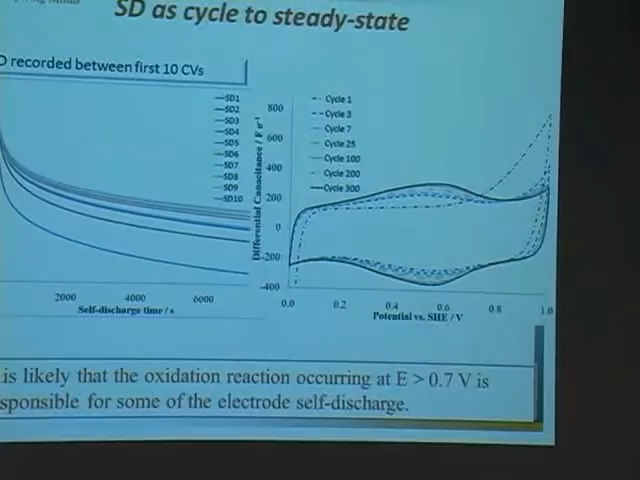 SD as cycle to steady-state
recorded between first 10 CVs
SD1
SD2
SD3
SD4
SD5
SD6
SD7
SD8
SD9
SD10
2000 4000 6000
Self-discharge time / s
Differential Capacitance / F g⁻¹
800
600
400
200
0
-200
-400
Cycle 1
Cycle 3
Cycle 7
Cycle 25
Cycle 100
Cycle 200
Cycle 300
0.0 0.2 0.4 0.6 0.8 1.0
Potential vs. SHE / V
is likely that the oxidation reaction occurring at E > 0.7 V is
sponsible for some of the electrode self-discharge.